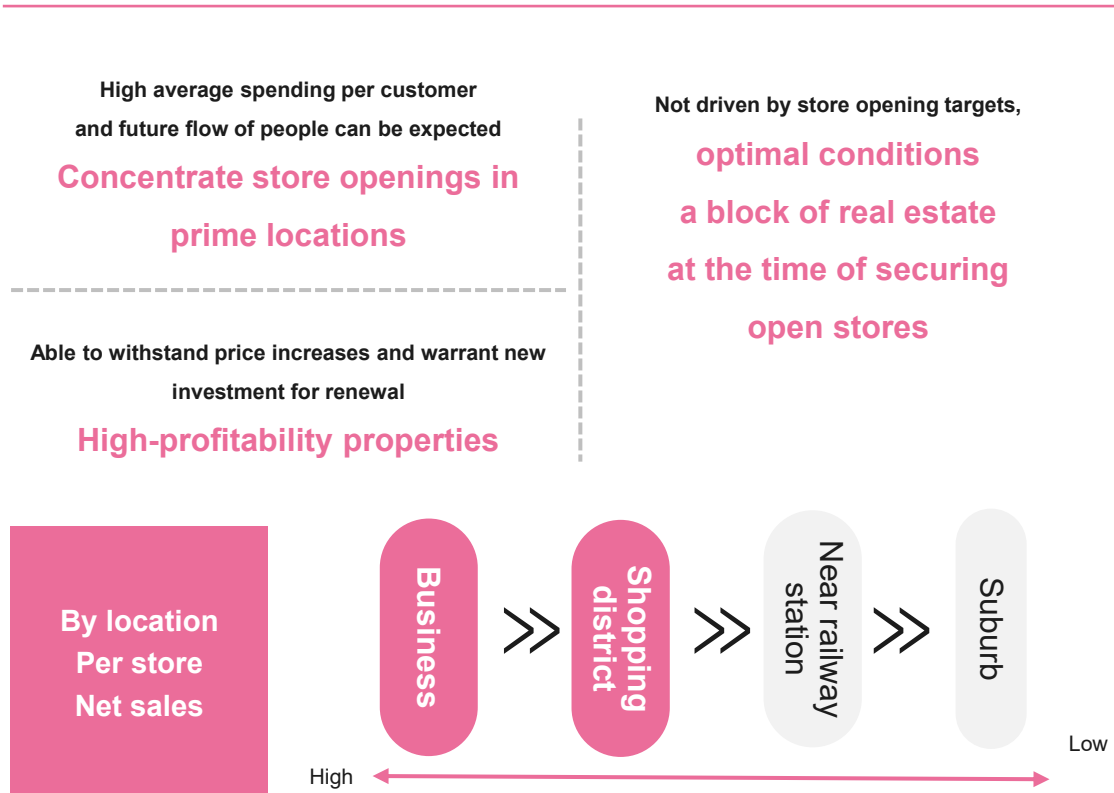 High average spending per customer
and future flow of people can be expected
Concentrate store openings in
prime locations
Able to withstand price increases and warrant new
investment for renewal
High-profitability properties
Not driven by store opening targets,
optimal conditions
a block of real estate
at the time of securing
open stores
By location
Per store
Net sales
Business
Shopping
district
Near railway
station
Suburb
High
Low